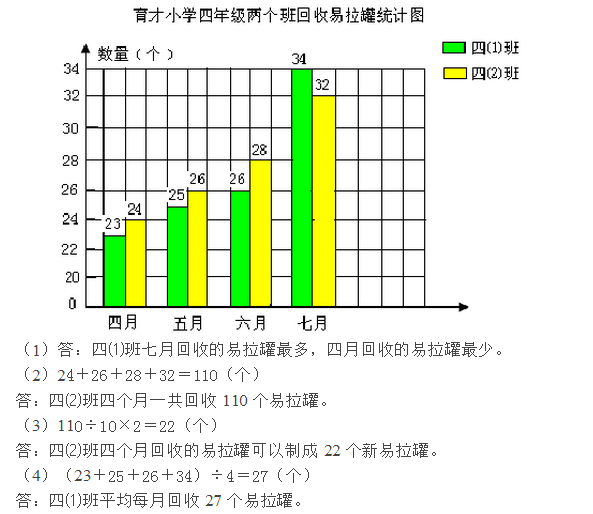 育才小学四年级两个班回收易拉罐统计图
数量(个)
四⑴班
四⑵班
34
32
30
28
26
24
22
20
0
23
24
25
26
26
28
34
32
四月
五月
六月
七月
(1)答:四⑴班七月回收的易拉罐最多,四月回收的易拉罐最少。
(2)24+26+28+32=110(个)
答:四⑵班四个月一共回收 110 个易拉罐。
(3)110÷10×2=22(个)
答:四⑵班四个月回收的易拉罐可以制成 22 个新易拉罐。
(4)(23+25+26+34)÷4=27(个)
答:四⑴班平均每月回收 27 个易拉罐。